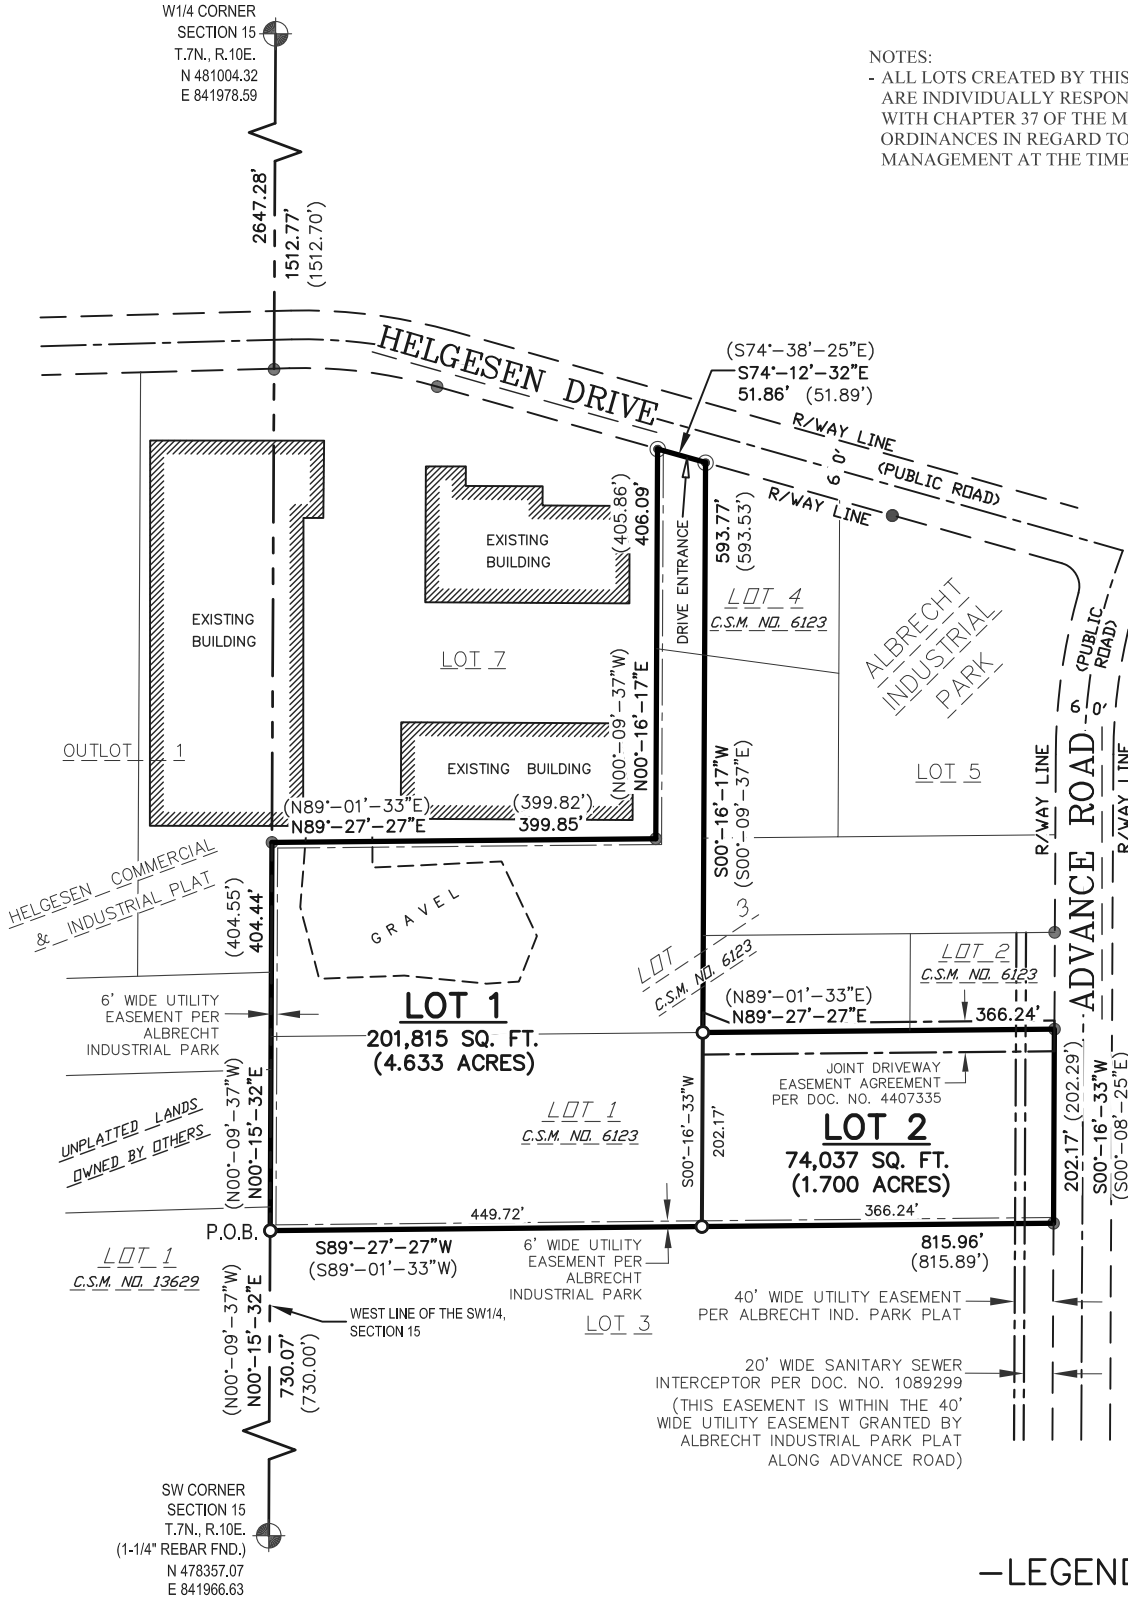 W1/4 CORNER
SECTION 15
T.7N., R.10E.
N 481004.32
E 841978.59
NOTES:
- ALL LOTS CREATED BY THIS
ARE INDIVIDUALLY RESPON
WITH CHAPTER 37 OF THE M
ORDINANCES IN REGARD TO
MANAGEMENT AT THE TIME
2647.28'
1512.77'
(1512.70')
HELGESEN DRIVE
(S74°-38'-25"E)
S74°-12'-32"E
51.86' (51.89')
R/WAY LINE
60'
(PUBLIC ROAD)
R/WAY LINE
(405.86')
406.09'
DRIVE ENTRANCE
593.77'
(593.53')
EXISTING
BUILDING
EXISTING
BUILDING
LOT 4
C.S.M. NO. 6123
ALBRECHT
INDUSTRIAL
PARK
(PUBLIC
ROAD)
LOT 7
(N00°-09'-37"W)
N00°-16'-17"E
60'
OUTLOT 1
EXISTING BUILDING
S00°-16'-17"W
(S00°-09'-37"E)
LOT 5
R/WAY LINE
ADVANCE ROAD
R/WAY LINE
(N89°-01'-33"E)
N89°-27'-27"E
(399.82')
399.85'
HELGESEN COMMERCIAL
& INDUSTRIAL PLAT
(404.55')
404.44'
GRAVEL
LOT 3
C.S.M. NO. 6123
LOT 2
C.S.M. NO. 6123
6' WIDE UTILITY
EASEMENT PER
ALBRECHT
INDUSTRIAL PARK
LOT 1
201,815 SQ. FT.
(4.633 ACRES)
(N89°-01'-33"E)
N89°-27'-27"E
366.24'
JOINT DRIVEWAY
EASEMENT AGREEMENT
PER DOC. NO. 4407335
UNPLATTED LANDS
OWNED BY OTHERS
(N00°-09'-37"W)
N00°-15'-32"E
LOT 1
C.S.M. NO. 6123
S00°-16'-33"W
202.17'
LOT 2
74,037 SQ. FT.
(1.700 ACRES)
202.17' (202.29')
S00°-16'-33"W
(S00°-08'-25"E)
P.O.B.
449.72'
366.24'
S89°-27'-27"W
(S89°-01'-33"W)
6' WIDE UTILITY
EASEMENT PER
ALBRECHT
INDUSTRIAL PARK
815.96'
(815.89')
LOT 1
C.S.M. NO. 13629
(N00°-09'-37"W)
N00°-15'-32"E
730.07'
(730.00')
WEST LINE OF THE SW1/4,
SECTION 15
LOT 3
40' WIDE UTILITY EASEMENT
PER ALBRECHT IND. PARK PLAT
20' WIDE SANITARY SEWER
INTERCEPTOR PER DOC. NO. 1089299
(THIS EASEMENT IS WITHIN THE 40'
WIDE UTILITY EASEMENT GRANTED BY
ALBRECHT INDUSTRIAL PARK PLAT
ALONG ADVANCE ROAD)
SW CORNER
SECTION 15
T.7N., R.10E.
(1-1/4" REBAR FND.)
N 478357.07
E 841966.63
-LEGEND